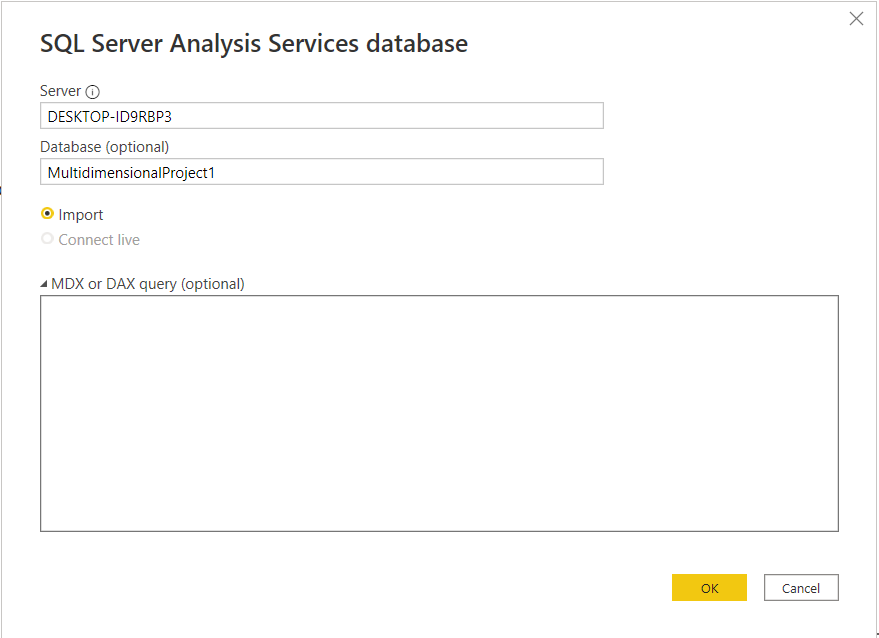 SQL Server Analysis Services database
Server
DESKTOP-ID9RBP3
Database (optional)
MultidimensionalProject1
Import
Connect live
MDX or DAX query (optional)
OK
Cancel